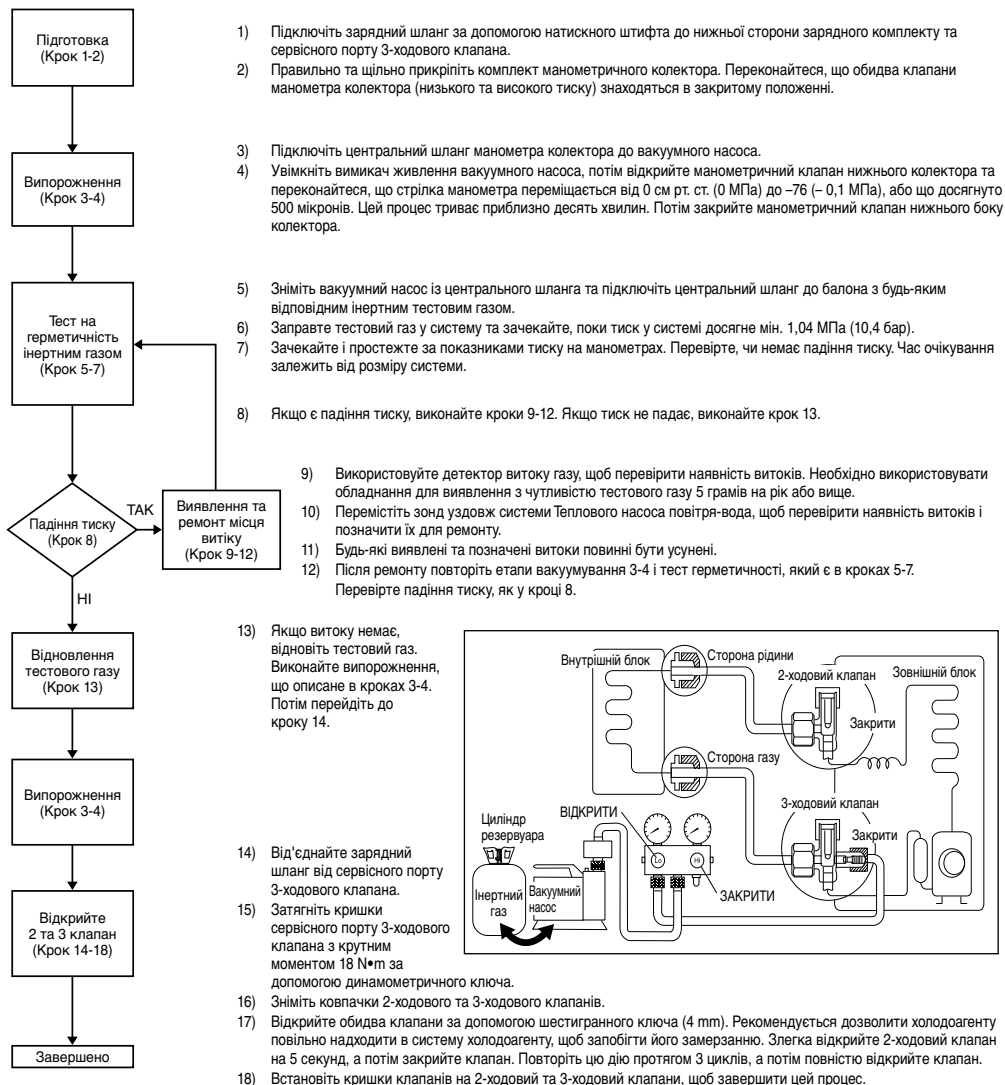 Підготовка
(Крок 1-2)
1) Підключіть зарядний шланг за допомогою натискного штифта до нижньої сторони зарядного комплекту та
сервісного порту 3-ходового клапана.
2) Правильно та щільно прикріпіть комплект манометричного колектора. Переконайтеся, що обидва клапани
манометра колектора (низького та високого тиску) знаходяться в закритому положенні.
Випорожнення
(Крок 3-4)
3) Підключіть центральний шланг манометра колектора до вакуумного насоса.
4) Увімкніть вимикач живлення вакуумного насоса, потім відкрийте манометричний клапан нижнього колектора та
переконайтеся, що стрілка манометра переміщається від 0 см рт. ст. (0 МПа) до –76 (– 0,1 МПа), або що досягнуто
500 мікронів. Цей процес триває приблизно десять хвилин. Потім закрийте манометричний клапан нижнього боку
колектора.
Тест на
герметичність
інертним газом
(Крок 5-7)
5) Зніміть вакуумний насос із центрального шланга та підключіть центральний шланг до балона з будь-яким
відповідним інертним тестовим газом.
6) Заправте тестовий газ у систему та зачекайте, поки тиск у системі досягне мін. 1,04 МПа (10,4 бар).
7) Зачекайте і простежте за показниками тиску на манометрах. Перевірте, чи немає падіння тиску. Час очікування
залежить від розміру системи.
8) Якщо є падіння тиску, виконайте кроки 9-12. Якщо тиск не падає, виконайте крок 13.
Падіння тиску
(Крок 8)
ТАК
НІ
Виявлення та
ремонт місця
витіку
(Крок 9-12)
9) Використовуйте детектор витоку газу, щоб перевірити наявність витоків. Необхідно використовувати
обладнання для виявлення з чутливістю тестового газу 5 грамів на рік або вище.
10) Перемістіть зонд уздовж системи Теплового насоса повітря-вода, щоб перевірити наявність витоків і
позначити їх для ремонту.
11) Будь-які виявлені та позначені витоки повинні бути усунені.
12) Після ремонту повторіть етапи вакуумування 3-4 і тест герметичності, який є в кроках 5-7.
Перевірте падіння тиску, як у кроці 8.
Відновлення
тестового газу
(Крок 13)
13) Якщо витоку немає,
відновіть тестовий газ.
Виконайте випорожнення,
що описане в кроках 3-4.
Потім перейдіть до
кроку 14.
Внутрішній блок
Сторона рідини
2-ходовий клапан
Зовнішній блок
Закрити
Сторона газу
3-ходовий клапан
Закрити
ВІДКРИТИ
Циліндр
резервуара
Lo
Hi
ЗАКРИТИ
Інертний
газ
Вакуумний
насос
Випорожнення
(Крок 3-4)
Відкрийте
2 та 3 клапан
(Крок 14-18)
14) Від'єднайте зарядний
шланг від сервісного порту
3-ходового клапана.
15) Затягніть кришки
сервісного порту 3-ходового
клапана з крутним
моментом 18 N•m за
допомогою динамометричного ключа.
16) Зніміть ковпачки 2-ходового та 3-ходового клапанів.
17) Відкрийте обидва клапани за допомогою шестигранного ключа (4 mm). Рекомендується дозволити холодоагенту
повільно надходити в систему холодоагенту, щоб запобігти його замерзанню. Злегка відкрийте 2-ходовий клапан
на 5 секунд, а потім закрийте клапан. Повторіть цю дію протягом 3 циклів, а потім повністю відкрийте клапан.
18) Встановіть кришки клапанів на 2-ходовий та 3-ходовий клапани, щоб завершити цей процес.
Завершено